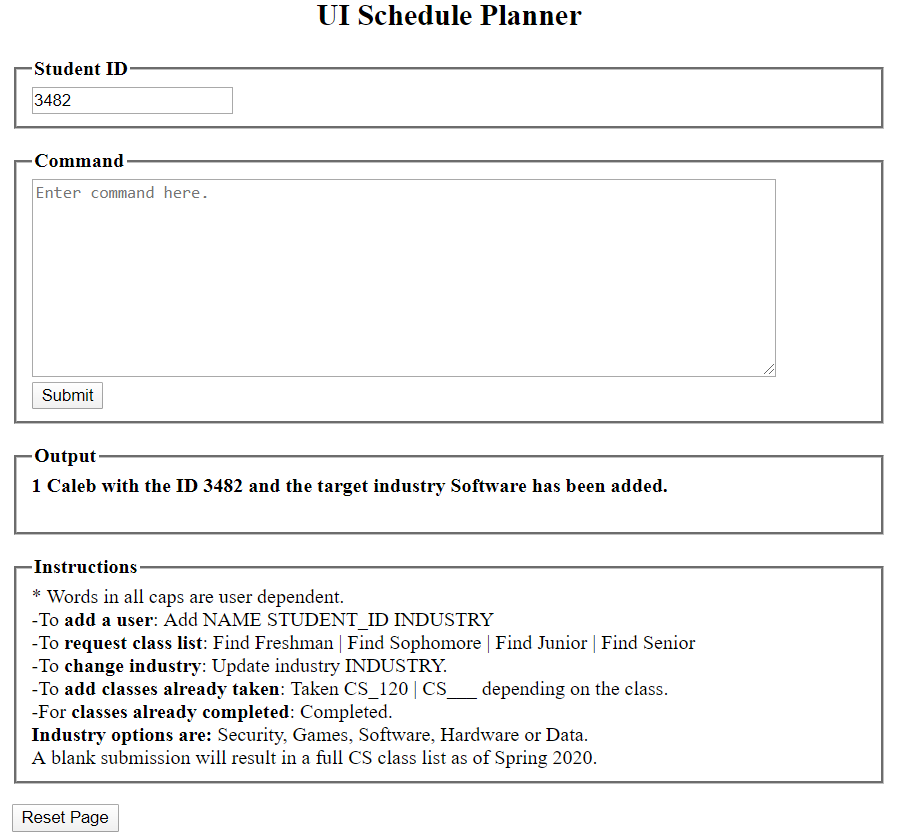 UI Schedule Planner
Student ID
3482
Command
Enter command here.
Submit
Output
1 Caleb with the ID 3482 and the target industry Software has been added.
Instructions
* Words in all caps are user dependent.
-To add a user: Add NAME STUDENT_ID INDUSTRY
-To request class list: Find Freshman | Find Sophomore | Find Junior | Find Senior
-To change industry: Update industry INDUSTRY.
-To add classes already taken: Taken CS_120 | CS___ depending on the class.
-For classes already completed: Completed.
Industry options are: Security, Games, Software, Hardware or Data.
A blank submission will result in a full CS class list as of Spring 2020.
Reset Page